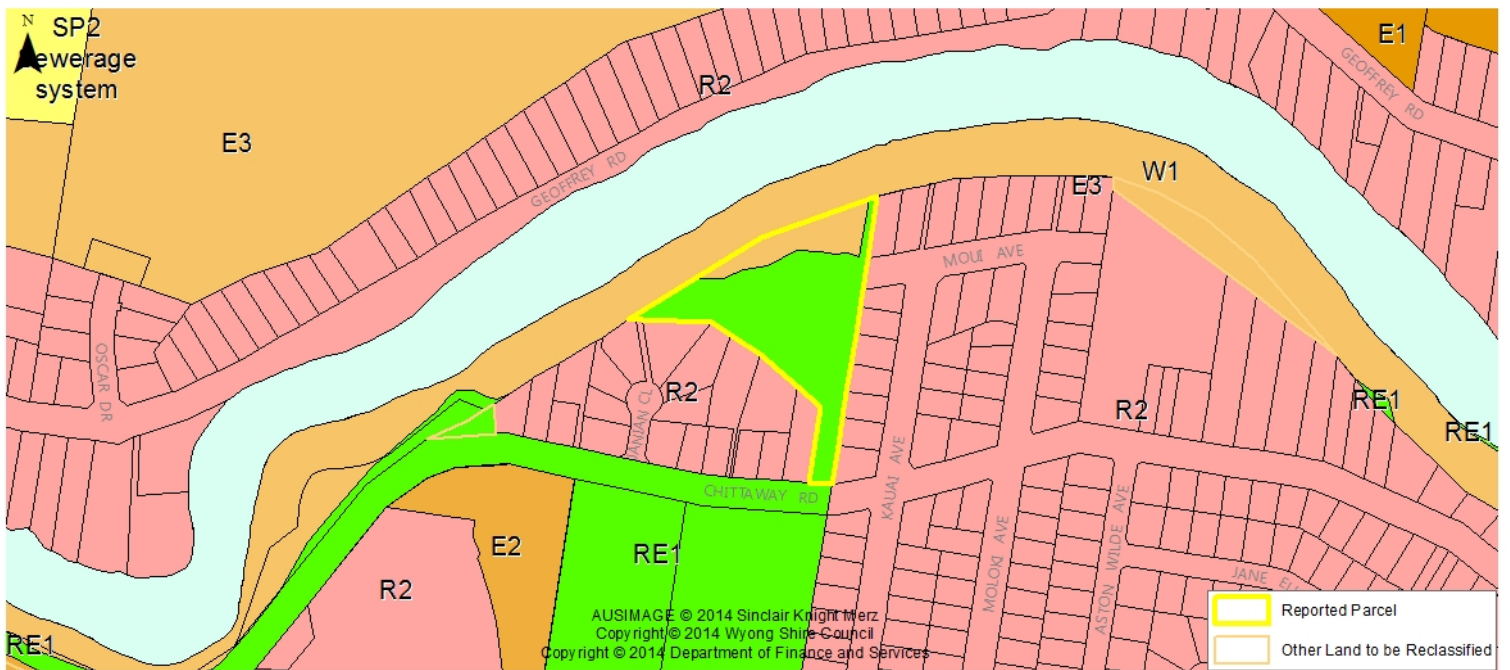 N
SP2
Sewerage
system
E3
R2
GEOFFREY RD
E1
GEOFFREY RD
W1
E3
MOUI AVE
OSCAR DR
R2
DANIAN CL
R2
RE1
RE1
KAUAI AVE
CHITTAWAY RD
E2
RE1
R2
MOLOKI AVE
ASTON WILDE AVE
JANE
RE1
AUSIMAGE © 2014 Sinclair Knight Merz
Copyright © 2014 Wyong Shire Council
Copyright © 2014 Department of Finance and Services
Reported Parcel
Other Land to be Reclassified